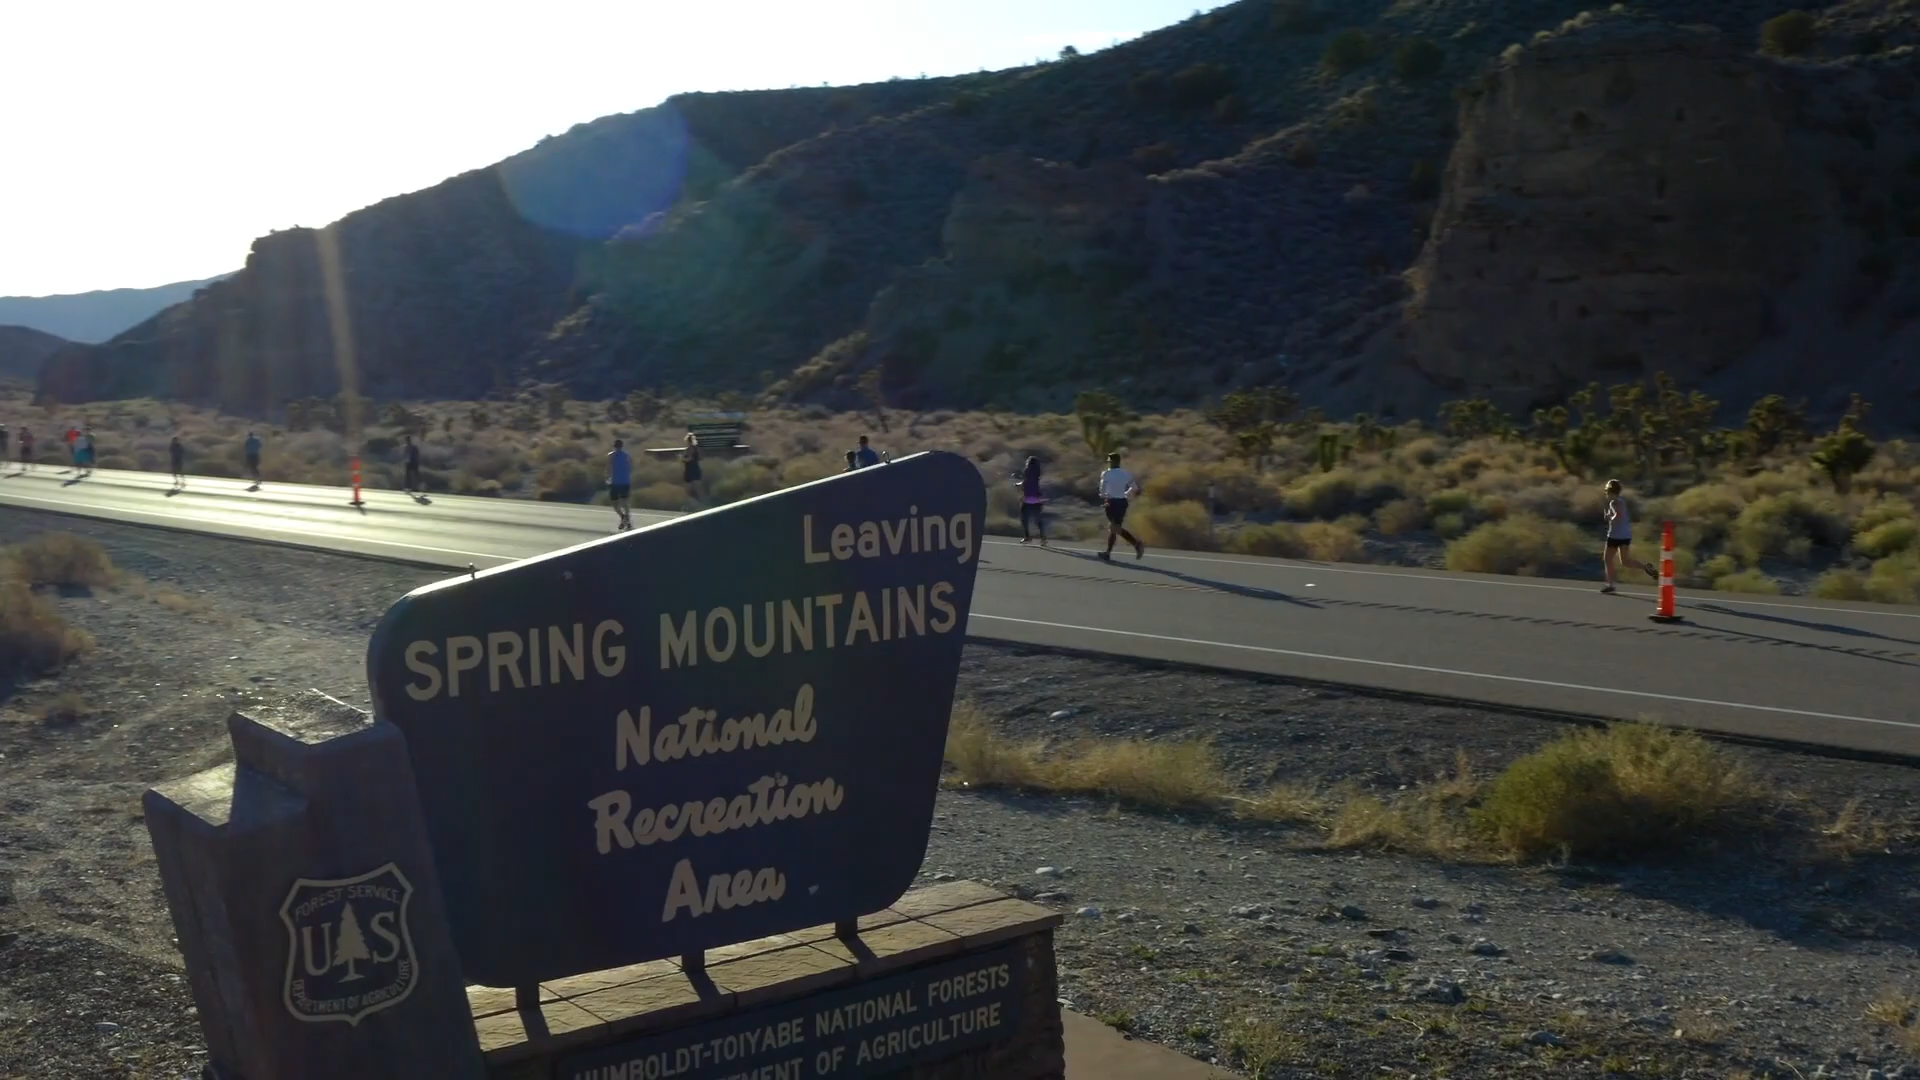 Leaving
SPRING MOUNTAINS
National
Recreation
Area
FOREST SERVICE
US
DEPARTMENT OF AGRICULTURE
HUMBOLDT-TOIYABE NATIONAL FORESTS
OF AGRICULTURE